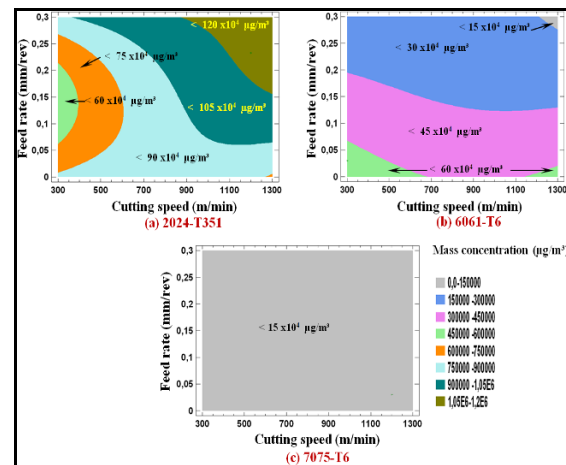 0,3
0,25
0,2
0,15
0,1
0,05
0
Feed rate (mm/rev)
< 120 x10⁴ µg/m³
< 75 x10⁴ µg/m³
< 60 x10⁴ µg/m³
< 105 x10⁴ µg/m³
< 90 x10⁴ µg/m³
300 500 700 900 1100 1300
Cutting speed (m/min)
(a) 2024-T351
0,3
0,25
0,2
0,15
0,1
0,05
0
Feed rate (mm/rev)
< 15 x10⁴ µg/m³
< 30 x10⁴ µg/m³
< 45 x10⁴ µg/m³
< 60 x10⁴ µg/m³
300 500 700 900 1100 1300
Cutting speed (m/min)
(b) 6061-T6
0,3
0,25
0,2
0,15
0,1
0,05
0
Feed rate (mm/rev)
< 15 x10⁴ µg/m³
300 500 700 900 1100 1300
Cutting speed (m/min)
(c) 7075-T6
Mass concentration (µg/m³)
0,0-150000
150000 -300000
300000 -450000
450000-600000
600000-750000
750000-900000
900000 -1,05E6
1,05E6-1,2E6